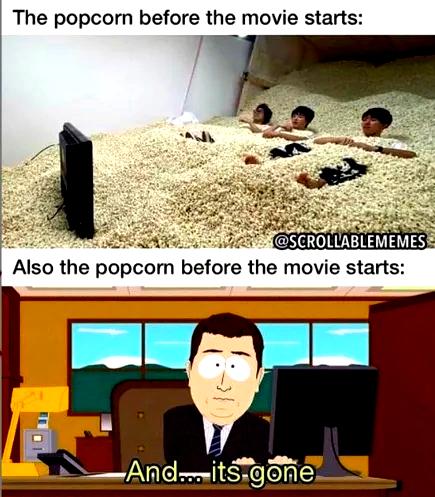 The popcorn before the movie starts:
@SCROLLABLEMEMES
Also the popcorn before the movie starts:
And... its gone